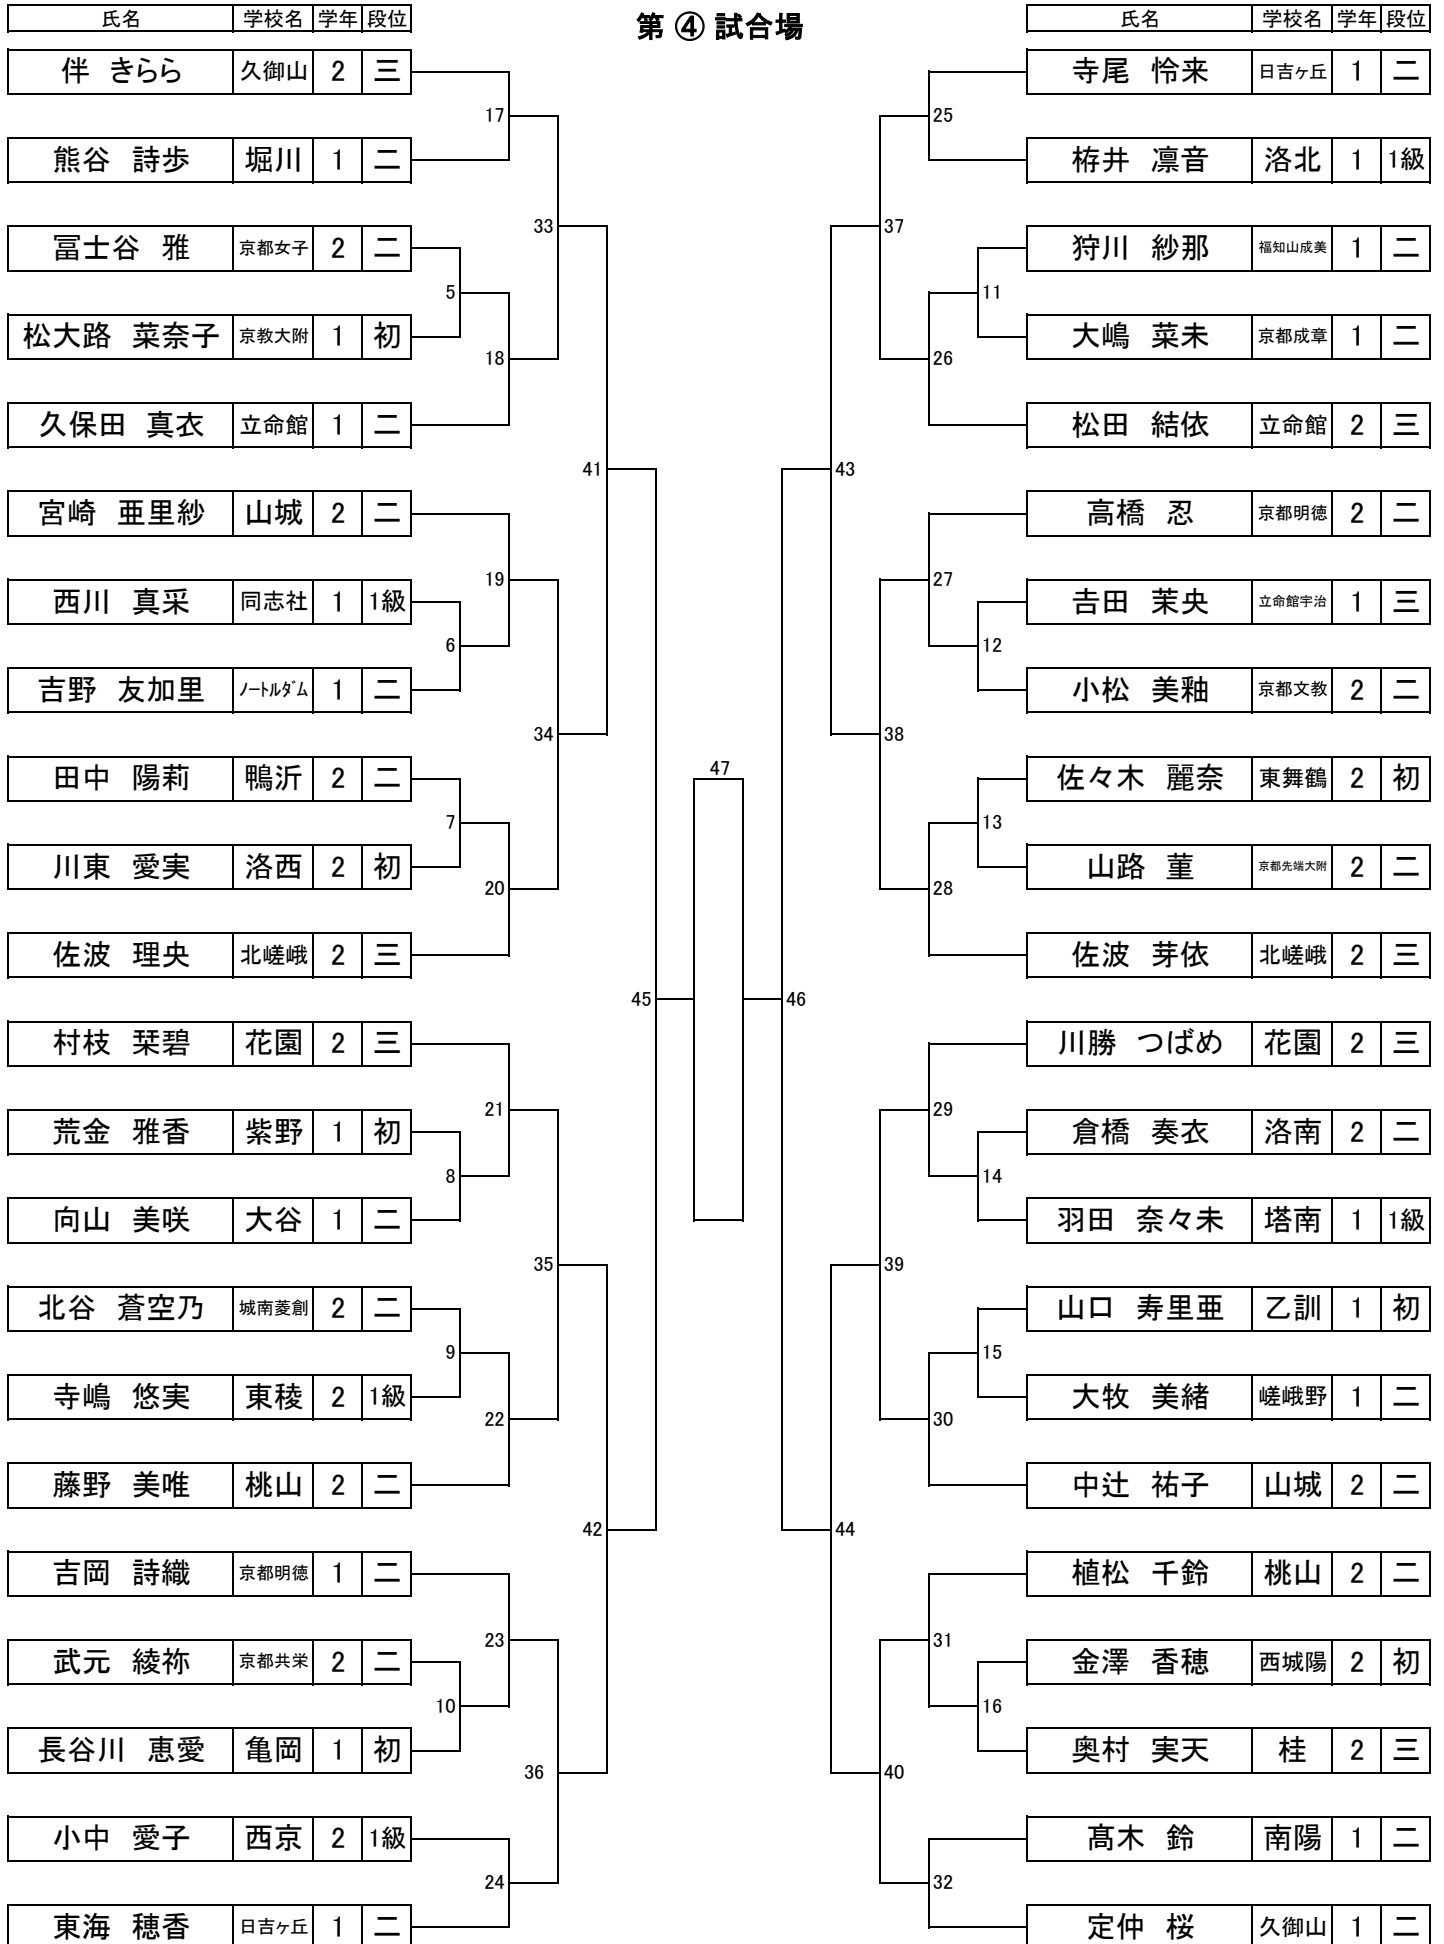 第 ④ 試合場
氏名 学校名 学年 段位
伴 きらら 久御山 2 三
17
熊谷 詩歩 堀川 1 二
33
冨士谷 雅 京都女子 2 二
5
松大路 菜奈子 京教大附 1 初
18
久保田 真衣 立命館 1 二
41
宮崎 亜里紗 山城 2 二
19
西川 真采 同志社 1 1級
6
吉野 友加里 ノートルダム 1 二
34
田中 陽莉 鴨沂 2 二
7
川東 愛実 洛西 2 初
20
佐波 理央 北嵯峨 2 三
45
村枝 栞碧 花園 2 三
21
荒金 雅香 紫野 1 初
8
向山 美咲 大谷 1 二
35
北谷 蒼空乃 城南菱創 2 二
9
寺嶋 悠実 東稜 2 1級
22
藤野 美唯 桃山 2 二
42
吉岡 詩織 京都明徳 1 二
23
武元 綾祢 京都共栄 2 二
10
長谷川 恵愛 亀岡 1 初
36
小中 愛子 西京 2 1級
24
東海 穂香 日吉ヶ丘 1 二
47
氏名 学校名 学年 段位
寺尾 怜来 日吉ヶ丘 1 二
25
栫井 凛音 洛北 1 1級
37
狩川 紗那 福知山成美 1 二
11
大嶋 菜未 京都成章 1 二
26
松田 結依 立命館 2 三
43
高橋 忍 京都明徳 2 二
27
𠮷田 茉央 立命館宇治 1 三
12
小松 美釉 京都文教 2 二
38
佐々木 麗奈 東舞鶴 2 初
13
山路 菫 京都先端大附 2 二
28
佐波 芽依 北嵯峨 2 三
46
川勝 つばめ 花園 2 三
29
倉橋 奏衣 洛南 2 二
14
羽田 奈々未 塔南 1 1級
39
山口 寿里亜 乙訓 1 初
15
大牧 美緒 嵯峨野 1 二
30
中辻 祐子 山城 2 二
44
植松 千鈴 桃山 2 二
31
金澤 香穂 西城陽 2 初
16
奥村 実天 桂 2 三
40
髙木 鈴 南陽 1 二
32
定仲 桜 久御山 1 二